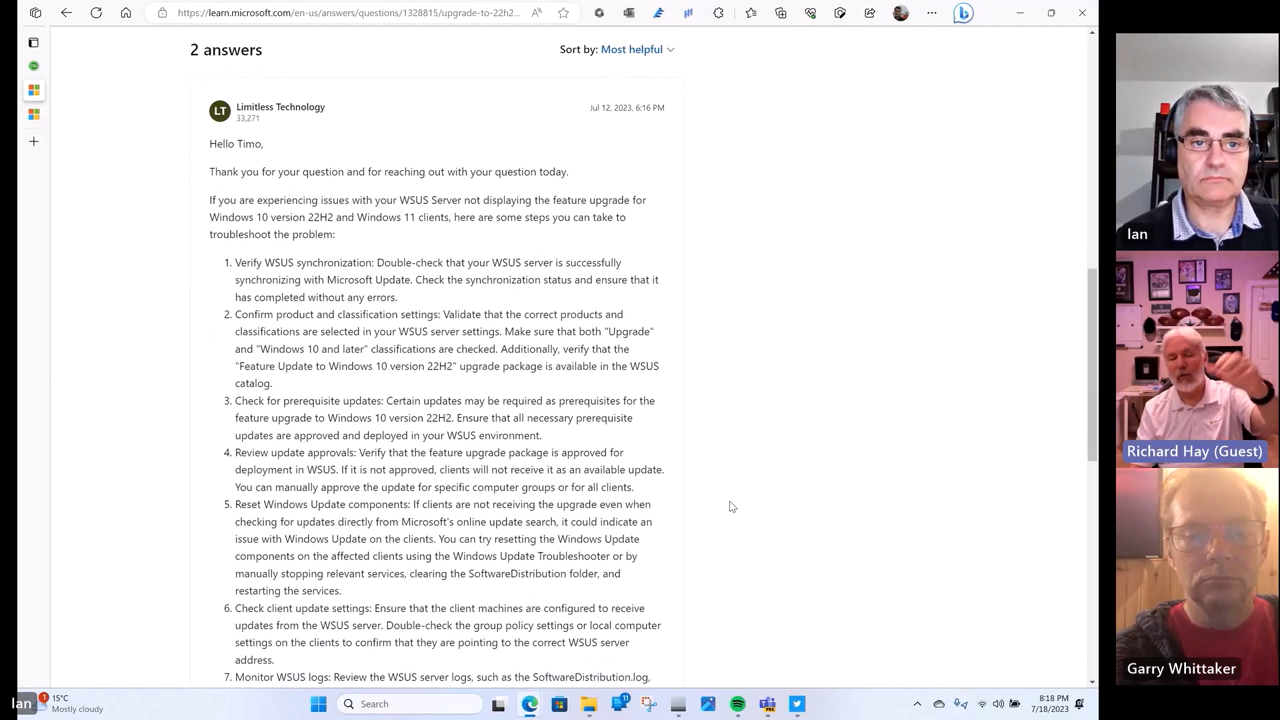 https://learn.microsoft.com/en-us/answers/questions/1328815/upgrade-to-22h2...
2 answers
Sort by: Most helpful
LT
Limitless Technology
33,271
Jul 12, 2023, 6:16 PM
Hello Timo,
Thank you for your question and for reaching out with your question today.
If you are experiencing issues with your WSUS Server not displaying the feature upgrade for
Windows 10 version 22H2 and Windows 11 clients, here are some steps you can take to
troubleshoot the problem:
1. Verify WSUS synchronization: Double-check that your WSUS server is successfully
synchronizing with Microsoft Update. Check the synchronization status and ensure that it
has completed without any errors.
2. Confirm product and classification settings: Validate that the correct products and
classifications are selected in your WSUS server settings. Make sure that both "Upgrade"
and "Windows 10 and later" classifications are checked. Additionally, verify that the
"Feature Update to Windows 10 version 22H2" upgrade package is available in the WSUS
catalog.
3. Check for prerequisite updates: Certain updates may be required as prerequisites for the
feature upgrade to Windows 10 version 22H2. Ensure that all necessary prerequisite
updates are approved and deployed in your WSUS environment.
4. Review update approvals: Verify that the feature upgrade package is approved for
deployment in WSUS. If it is not approved, clients will not receive it as an available update.
You can manually approve the update for specific computer groups or for all clients.
5. Reset Windows Update components: If clients are not receiving the upgrade even when
checking for updates directly from Microsoft's online update search, it could indicate an
issue with Windows Update on the clients. You can try resetting the Windows Update
components on the affected clients using the Windows Update Troubleshooter or by
manually stopping relevant services, clearing the SoftwareDistribution folder, and
restarting the services.
6. Check client update settings: Ensure that the client machines are configured to receive
updates from the WSUS server. Double-check the group policy settings or local computer
settings on the clients to confirm that they are pointing to the correct WSUS server
address.
7. Monitor WSUS logs: Review the WSUS server logs, such as the SoftwareDistribution.log,
Ian
Richard Hay (Guest)
Garry Whittaker
Ian
1
15°C
Mostly cloudy
Search
11
8:18 PM
7/18/2023